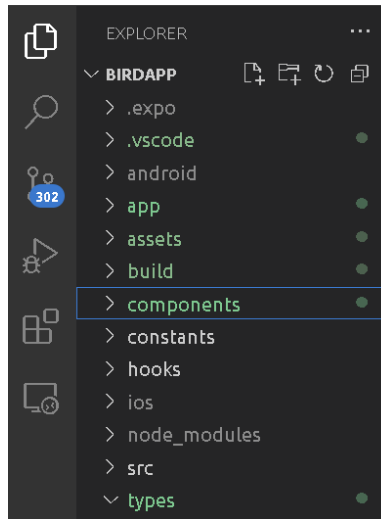 EXPLORER
BIRDAPP
.expo
.vscode
android
app
302
assets
build
components
constants
hooks
ios
node_modules
src
types